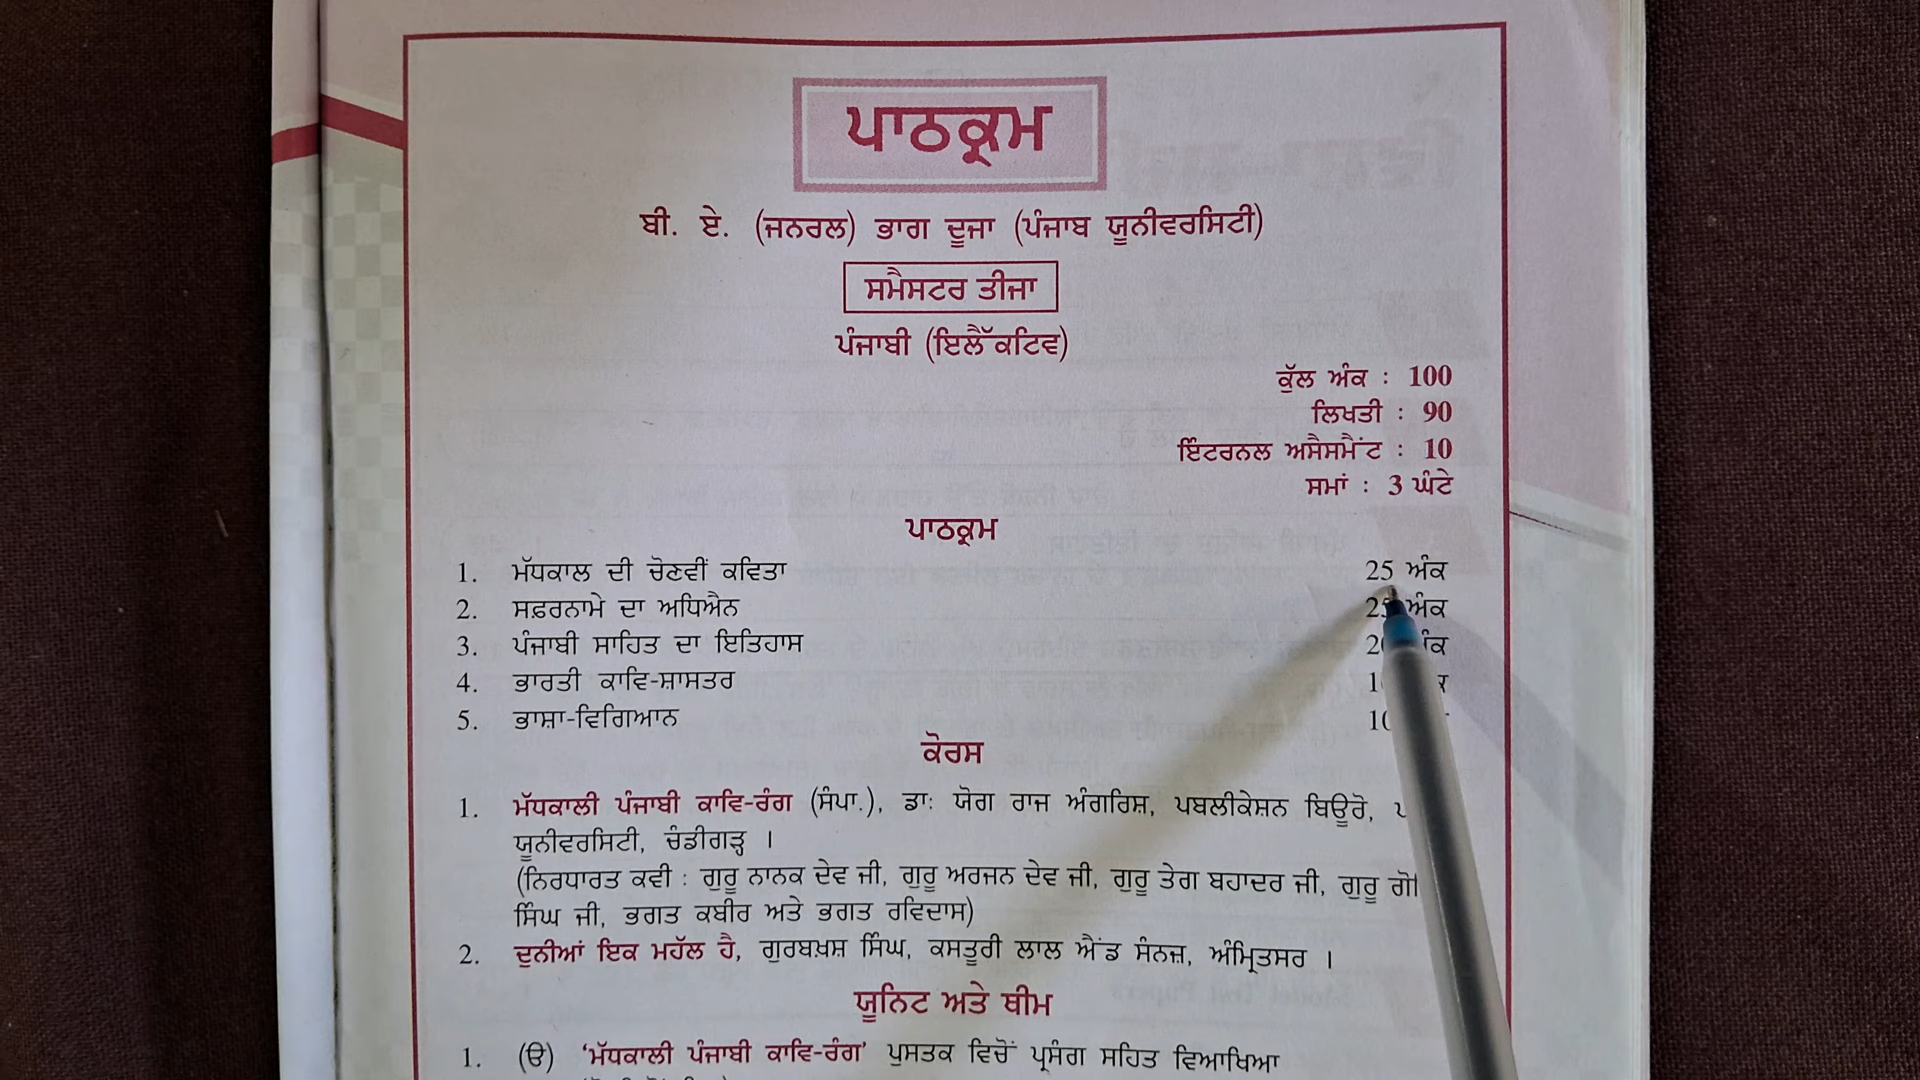 ਪਾਠਕ੍ਰਮ
ਬੀ. ਏ. (ਜਨਰਲ) ਭਾਗ ਦੂਜਾ (ਪੰਜਾਬ ਯੂਨੀਵਰਸਿਟੀ)
ਸਮੈਸਟਰ ਤੀਜਾ
ਪੰਜਾਬੀ (ਇਲੈੱਕਟਿਵ)
ਕੁੱਲ ਅੰਕ : 100
ਲਿਖਤੀ : 90
ਇੰਟਰਨਲ ਅਸੈਸਮੈਂਟ : 10
ਸਮਾਂ : 3 ਘੰਟੇ
ਪਾਠਕ੍ਰਮ
1. ਮੱਧਕਾਲ ਦੀ ਚੋਣਵੀਂ ਕਵਿਤਾ 25 ਅੰਕ
2. ਸਫ਼ਰਨਾਮੇ ਦਾ ਅਧਿਐਨ ਅੰਕ
3. ਪੰਜਾਬੀ ਸਾਹਿਤ ਦਾ ਇਤਿਹਾਸ
4. ਭਾਰਤੀ ਕਾਵਿ-ਸ਼ਾਸਤਰ
5. ਭਾਸ਼ਾ-ਵਿਗਿਆਨ
ਕੋਰਸ
1. ਮੱਧਕਾਲੀ ਪੰਜਾਬੀ ਕਾਵਿ-ਰੰਗ (ਸੰਪਾ.), ਡਾ: ਯੋਗ ਰਾਜ ਅੰਗਰਿਸ਼, ਪਬਲੀਕੇਸ਼ਨ ਬਿਊਰੋ,
ਯੂਨੀਵਰਸਿਟੀ, ਚੰਡੀਗੜ੍ਹ ।
(ਨਿਰਧਾਰਤ ਕਵੀ : ਗੁਰੂ ਨਾਨਕ ਦੇਵ ਜੀ, ਗੁਰੂ ਅਰਜਨ ਦੇਵ ਜੀ, ਗੁਰੂ ਤੇਗ ਬਹਾਦਰ ਜੀ, ਗੁਰੂ
ਸਿੰਘ ਜੀ, ਭਗਤ ਕਬੀਰ ਅਤੇ ਭਗਤ ਰਵਿਦਾਸ)
2. ਦੁਨੀਆਂ ਇਕ ਮਹੱਲ ਹੈ, ਗੁਰਬਖ਼ਸ਼ ਸਿੰਘ, ਕਸਤੂਰੀ ਲਾਲ ਐਂਡ ਸੰਨਜ਼, ਅੰਮ੍ਰਿਤਸਰ ।
ਯੂਨਿਟ ਅਤੇ ਥੀਮ
1. (ੳ) ‘ਮੱਧਕਾਲੀ ਪੰਜਾਬੀ ਕਾਵਿ-ਰੰਗ’ ਪੁਸਤਕ ਵਿਚੋਂ ਪ੍ਰਸੰਗ ਸਹਿਤ ਵਿਆਖਿਆ